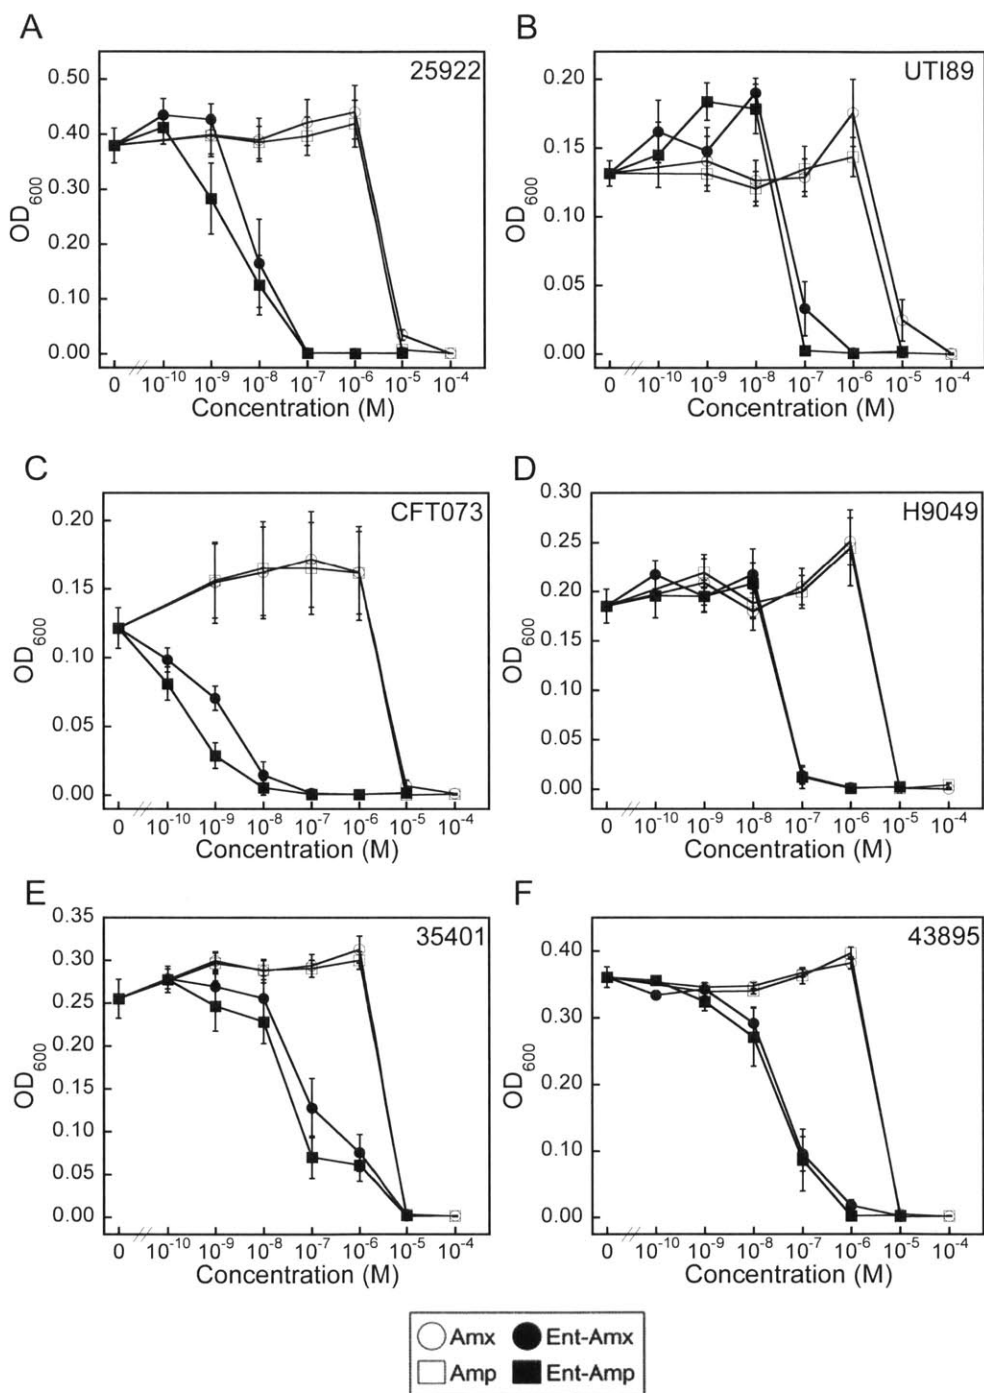 A
B
25922
UTI89
0.50
0.40
0.30
0.20
0.10
0.00
OD600
0.20
0.15
0.10
0.05
0.00
OD600
0 10-10 10-9 10-8 10-7 10-6 10-5 10-4
Concentration (M)
0 10-10 10-9 10-8 10-7 10-6 10-5 10-4
Concentration (M)
C
D
CFT073
H9049
0.20
0.15
0.10
0.05
0.00
OD600
0.30
0.25
0.20
0.15
0.10
0.05
0.00
OD600
0 10-10 10-9 10-8 10-7 10-6 10-5 10-4
Concentration (M)
0 10-10 10-9 10-8 10-7 10-6 10-5 10-4
Concentration (M)
E
F
35401
43895
0.35
0.30
0.25
0.20
0.15
0.10
0.05
0.00
OD600
0.40
0.30
0.20
0.10
0.00
OD600
0 10-10 10-9 10-8 10-7 10-6 10-5 10-4
Concentration (M)
0 10-10 10-9 10-8 10-7 10-6 10-5 10-4
Concentration (M)
Amx Ent-Amx
Amp Ent-Amp